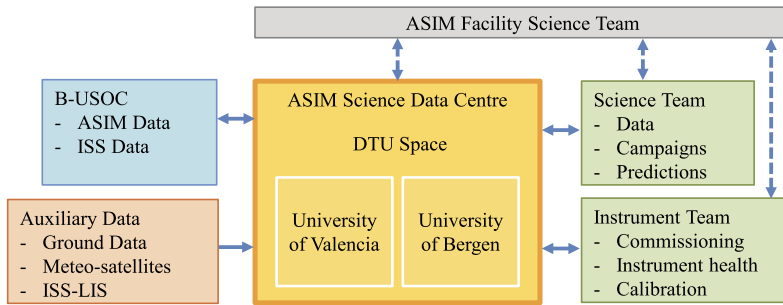 ASIM Facility Science Team
B-USOC
- ASIM Data
- ISS Data
Auxiliary Data
- Ground Data
- Meteo-satellites
- ISS-LIS
ASIM Science Data Centre
DTU Space
University
of Valencia
University
of Bergen
Science Team
- Data
- Campaigns
- Predictions
Instrument Team
- Commissioning
- Instrument health
- Calibration